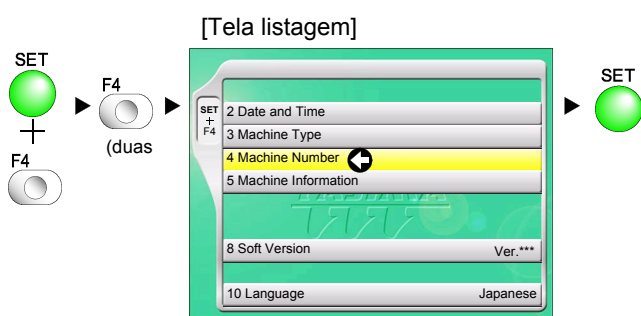 [Tela listagem]
SET
F4
(duas
SET
+
F4
SET
+
F4
2 Date and Time
3 Machine Type
4 Machine Number
5 Machine Information
TAJIMA
8 Soft Version Ver.***
10 Language Japanese
SET